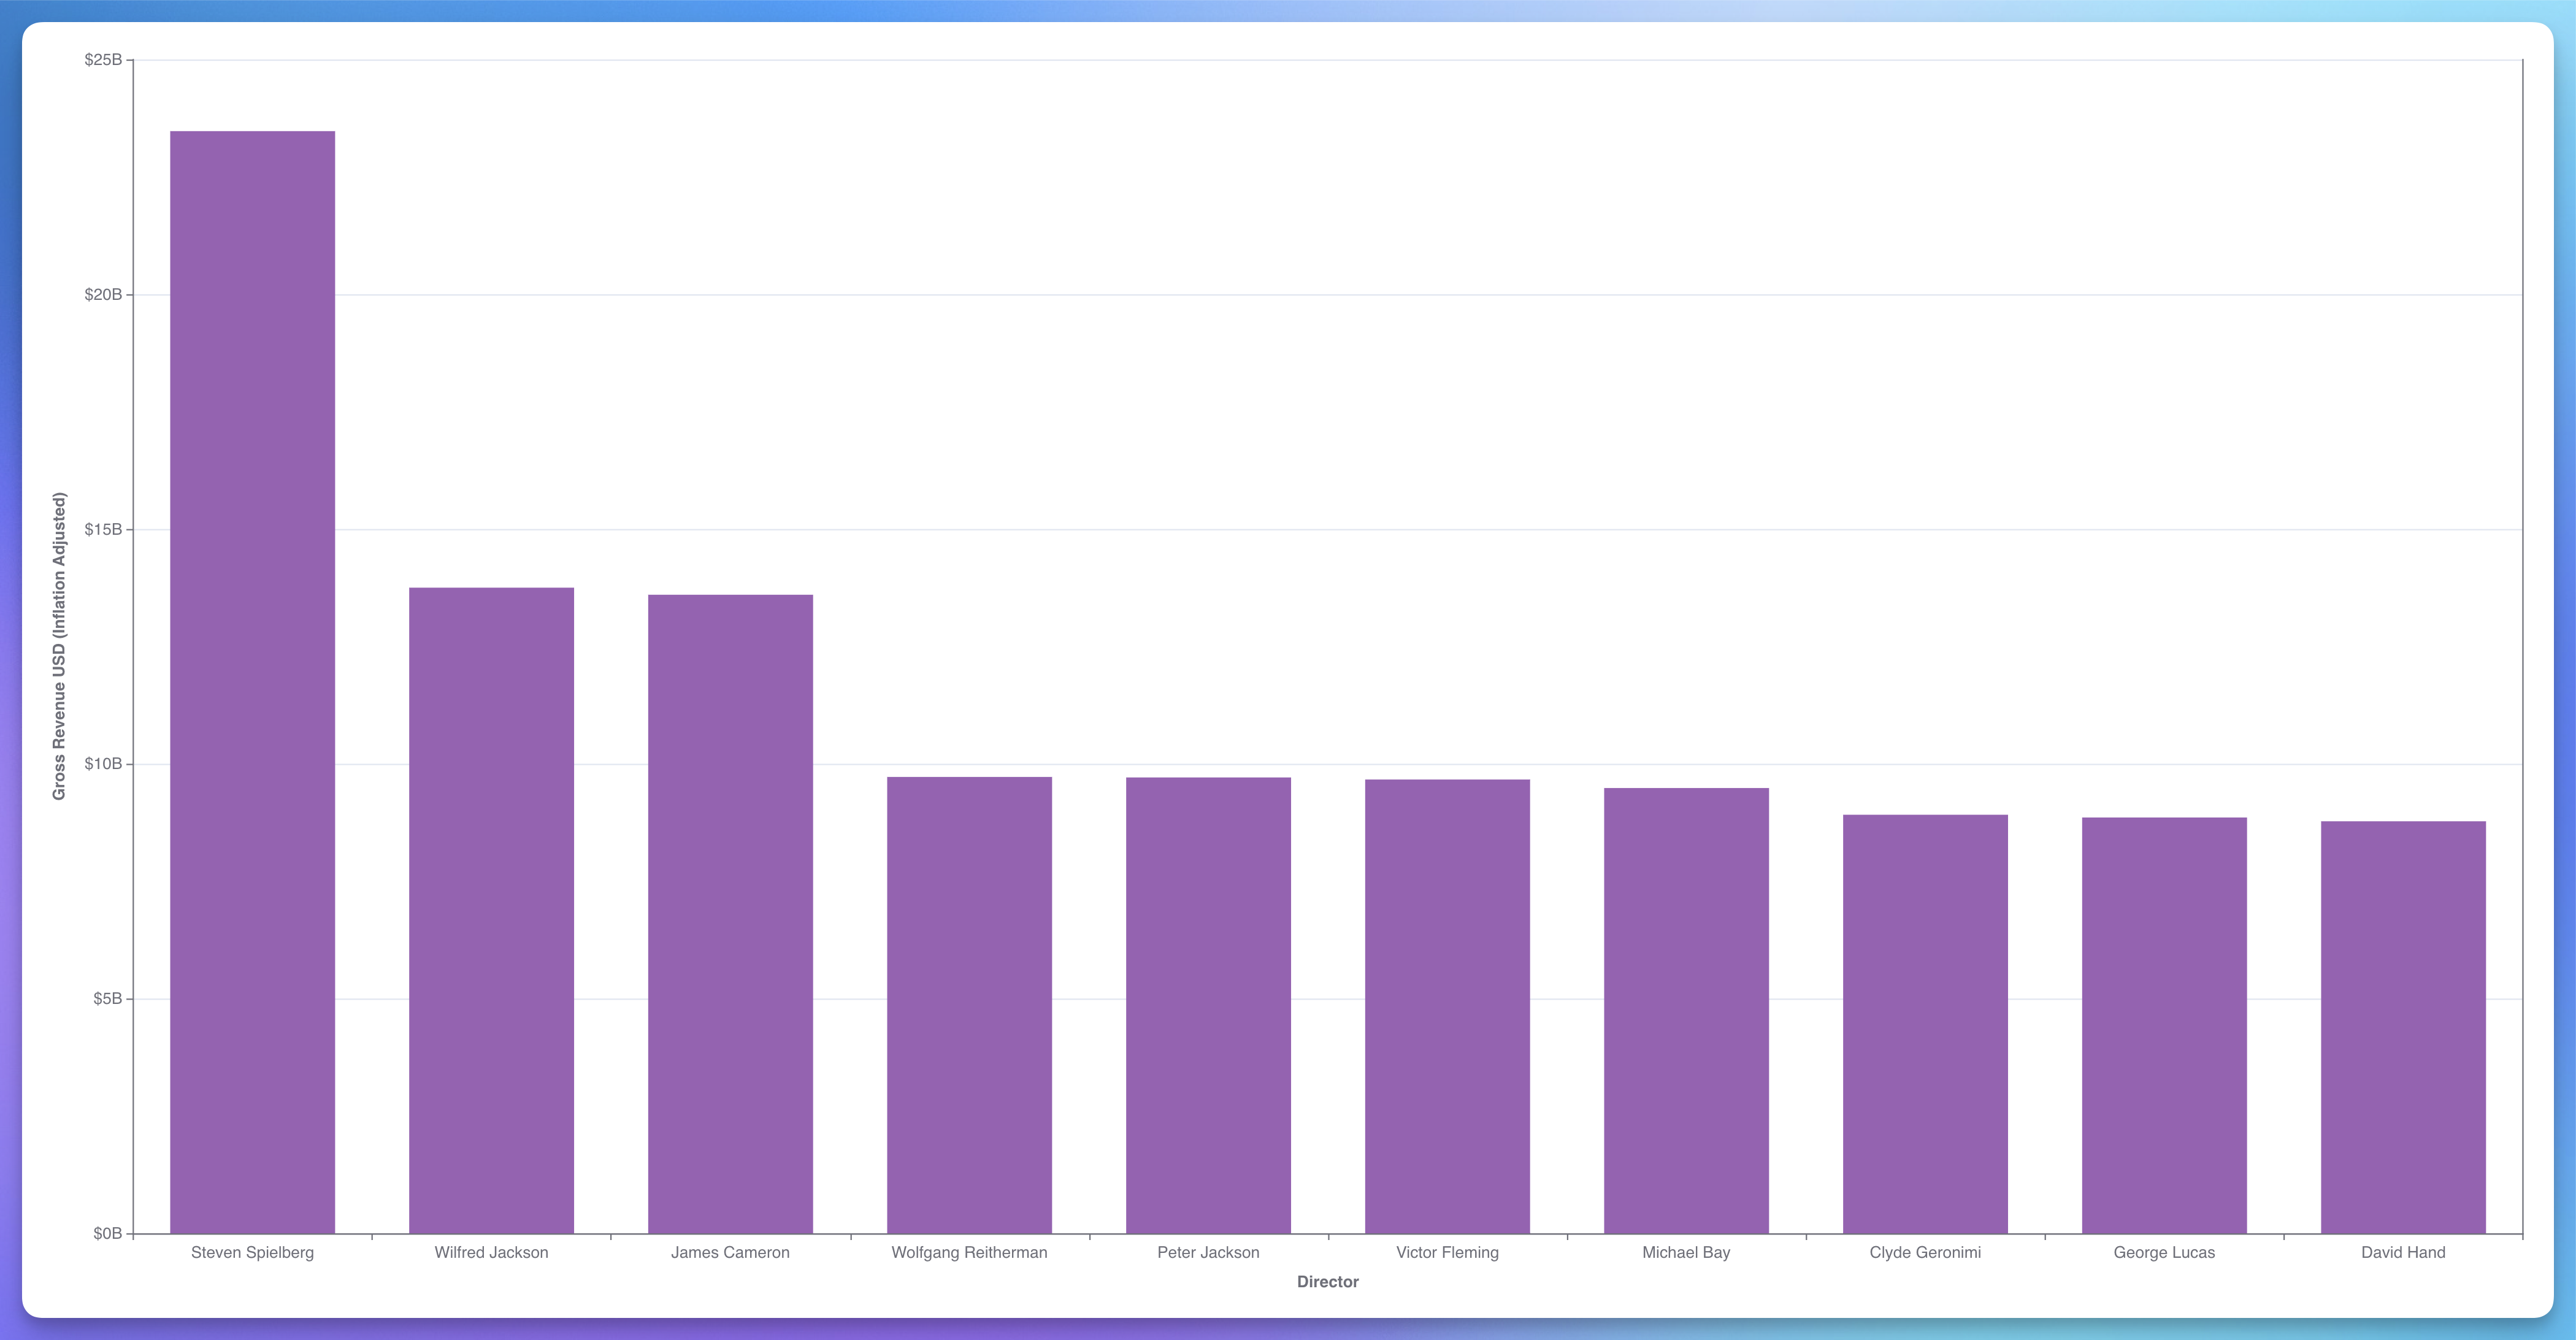 $25B
$20B
$15B
$10B
$5B
$0B
Gross Revenue USD (Inflation Adjusted)
Steven Spielberg
Wilfred Jackson
James Cameron
Wolfgang Reitherman
Peter Jackson
Victor Fleming
Michael Bay
Clyde Geronimi
George Lucas
David Hand
Director